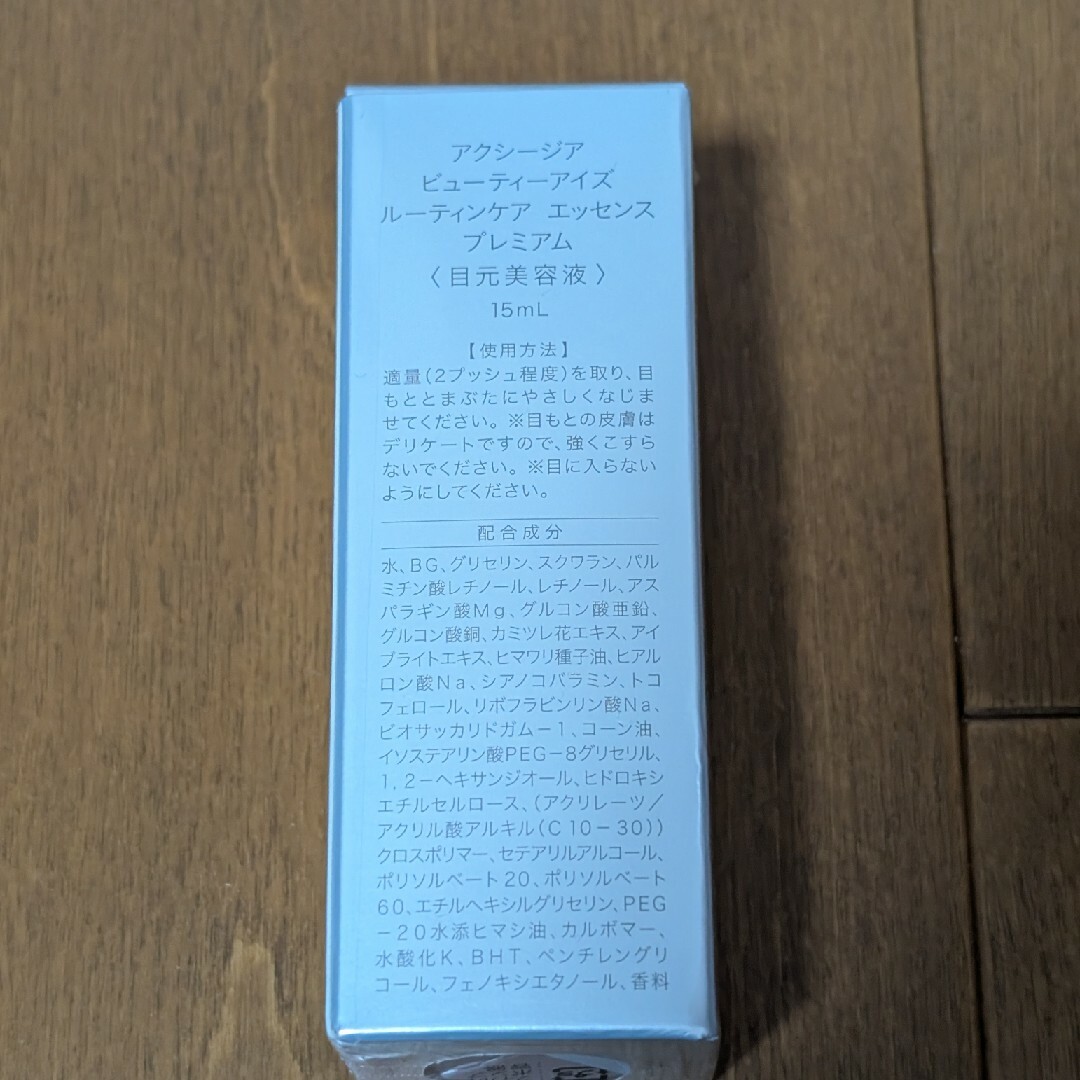 アクシージア
ビューティーアイズ
ルーティンケア エッセンス
プレミアム
〈目元美容液〉
15mL
【使用方法】
適量(2プッシュ程度)を取り、目
もととまぶたにやさしくなじま
せてください。※目もとの皮膚は
デリケートですので、強くこすら
ないでください。※目に入らない
ようにしてください。
配合成分
水、BG、グリセリン、スクワラン、パル
ミチン酸レチノール、レチノール、アス
パラギン酸Mg、グルコン酸亜鉛、
グルコン酸銅、カミツレ花エキス、アイ
ブライトエキス、ヒマワリ種子油、ヒアル
ロン酸Na、シアノコバラミン、トコ
フェロール、リボフラビンリン酸Na、
ビオサッカリドガム－1、コーン油、
イソステアリン酸PEG－8グリセリル、
1,2－ヘキサンジオール、ヒドロキシ
エチルセルロース、(アクリレーツ／
アクリル酸アルキル(C10－30))
クロスポリマー、セテアリルアルコール、
ポリソルベート20、ポリソルベート
60、エチルヘキシルグリセリン、PEG
－20水添ヒマシ油、カルボマー、
水酸化K、BHT、ペンチレングリ
コール、フェノキシエタノール、香料